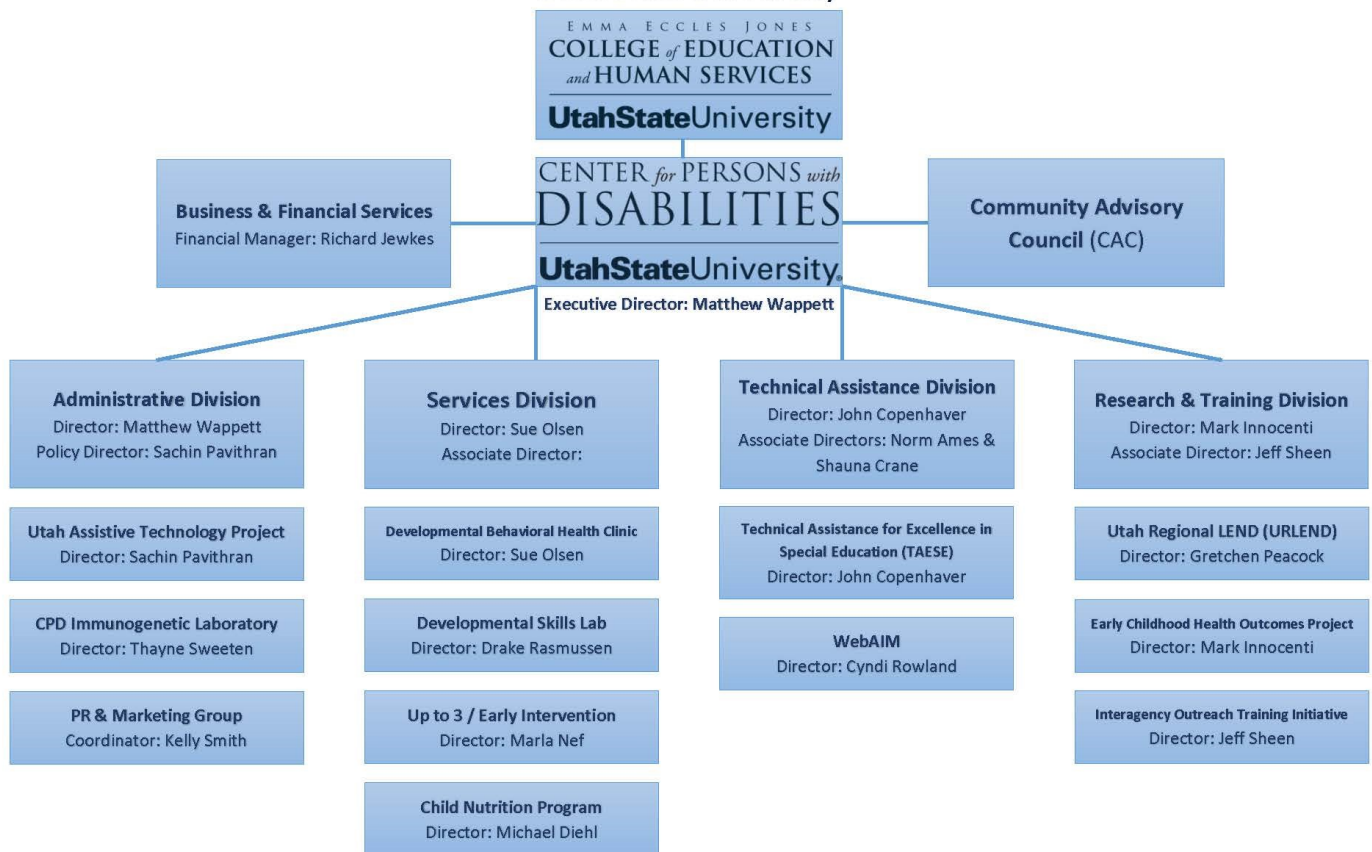 EMMA ECCLES JONES
COLLEGE of EDUCATION
and HUMAN SERVICES
UtahStateUniversity
CENTER for PERSONS with
DISABILITIES
UtahStateUniversity®
Executive Director: Matthew Wappett
Business & Financial Services
Financial Manager: Richard Jewkes
Community Advisory
Council (CAC)
Administrative Division
Director: Matthew Wappett
Policy Director: Sachin Pavithran
Utah Assistive Technology Project
Director: Sachin Pavithran
CPD Immunogenetic Laboratory
Director: Thayne Sweeten
PR & Marketing Group
Coordinator: Kelly Smith
Services Division
Director: Sue Olsen
Associate Director:
Developmental Behavioral Health Clinic
Director: Sue Olsen
Developmental Skills Lab
Director: Drake Rasmussen
Up to 3 / Early Intervention
Director: Marla Nef
Child Nutrition Program
Director: Michael Diehl
Technical Assistance Division
Director: John Copenhaver
Associate Directors: Norm Ames &
Shauna Crane
Technical Assistance for Excellence in
Special Education (TAESE)
Director: John Copenhaver
WebAIM
Director: Cyndi Rowland
Research & Training Division
Director: Mark Innocenti
Associate Director: Jeff Sheen
Utah Regional LEND (URLEND)
Director: Gretchen Peacock
Early Childhood Health Outcomes Project
Director: Mark Innocenti
Interagency Outreach Training Initiative
Director: Jeff Sheen